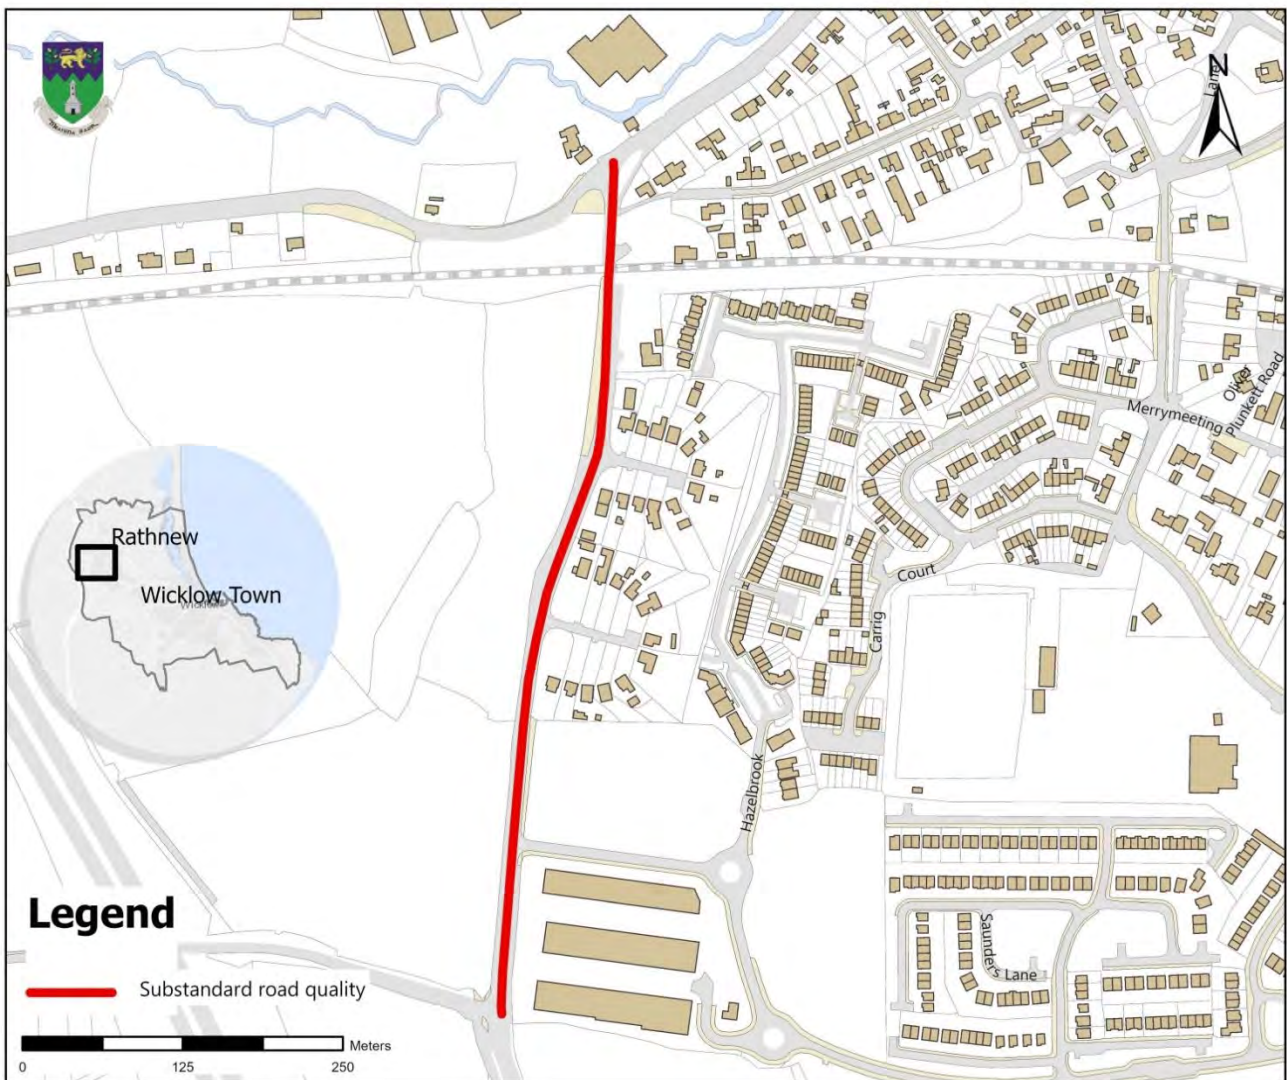 N
Lane
Oliver
Plunkett Road
Merrymeeting
Rathnew
Wicklow Town
Court
Carrig
Hazelbrook
Saunder's Lane
Legend
Substandard road quality
Meters
0 125 250